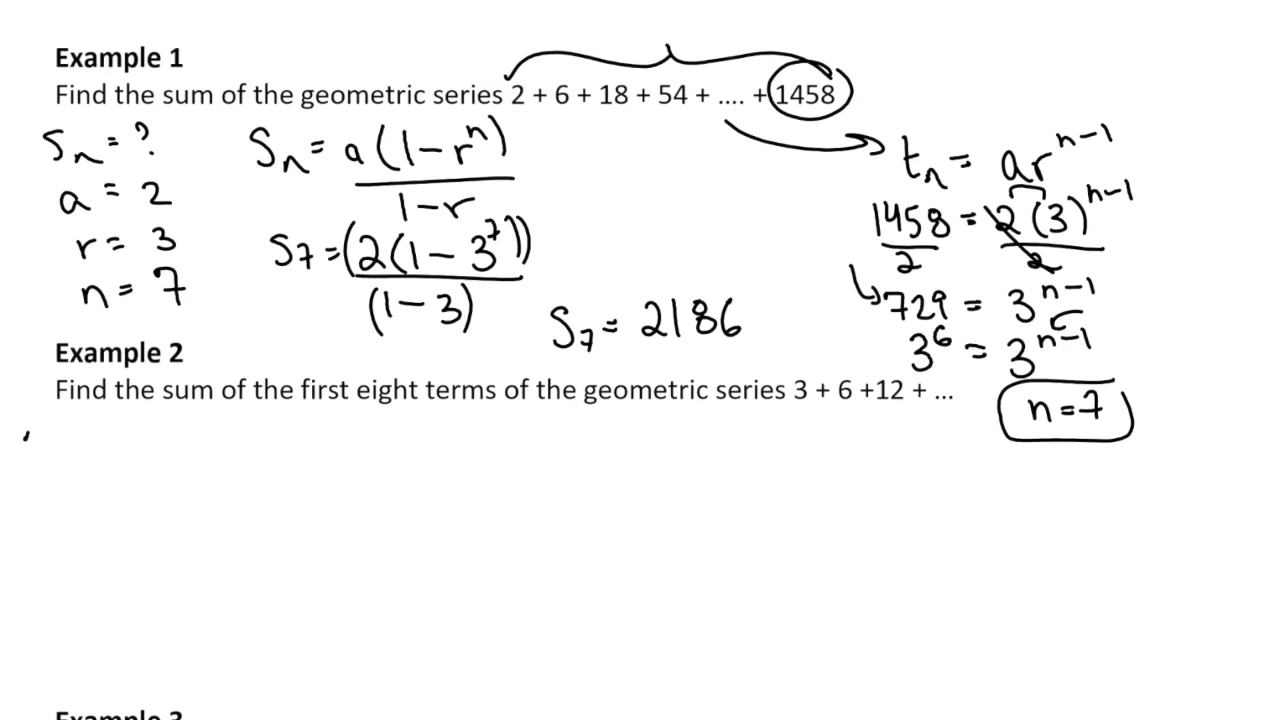 Example 1
Find the sum of the geometric series 2 + 6 + 18 + 54 + .... + 1458
Sn = ?
a = 2
r = 3
n = 7
Sn = a(1-r^n)
1-r
S7 = (2(1-3^7))
(1-3)
S7 = 2186
tn = ar^n-1
1458 = 2(3)^n-1
2 2
729 = 3^n-1
3^6 = 3^n-1
n = 7
Example 2
Find the sum of the first eight terms of the geometric series 3 + 6 +12 + ...